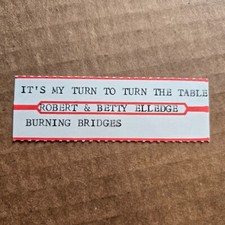 IT'S MY TURN TO TURN THE TABLE
ROBERT & BETTY ELLEDGE
BURNING BRIDGES